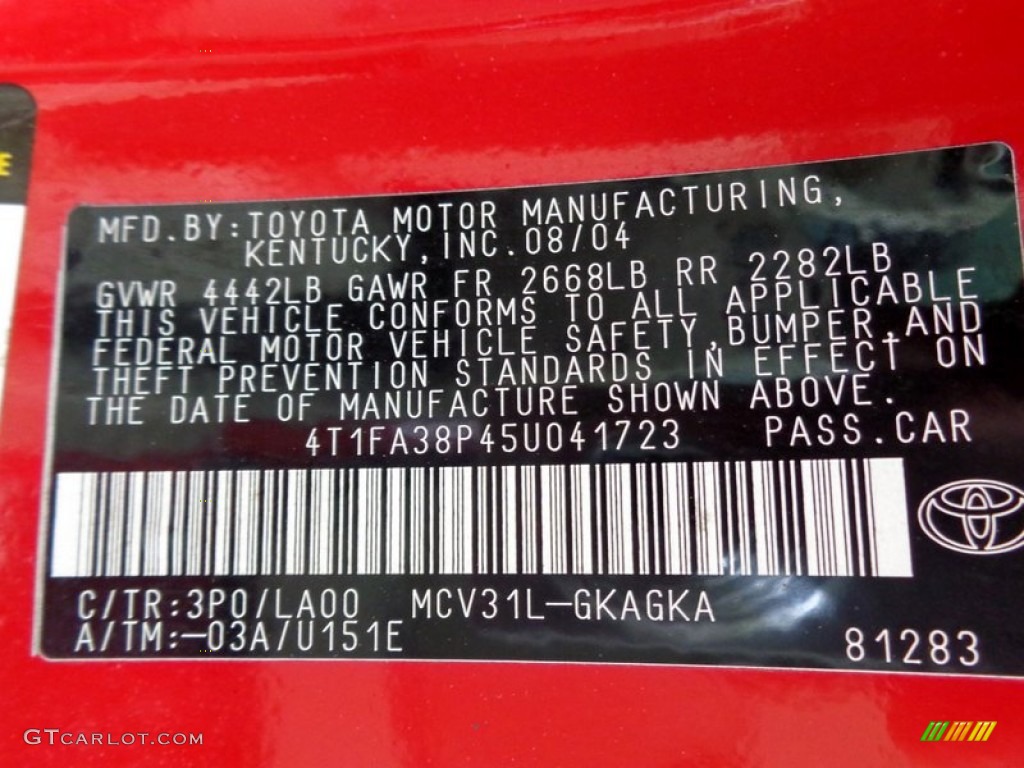 E
MFD.BY:TOYOTA MOTOR MANUFACTURING,
KENTUCKY,INC.08/04
GVWR 4442LB GAWR FR 2668LB RR 2282LB
THIS VEHICLE CONFORMS TO ALL APPLICABLE
FEDERAL MOTOR VEHICLE SAFETY,BUMPER,AND
THEFT PREVENTION STANDARDS IN EFFECT ON
THE DATE OF MANUFACTURE SHOWN ABOVE.
4T1FA38P45U041723 PASS.CAR
C/TR:3P0/LA00 MCV31L-GKAGKA
A/TM:-03A/U151E
81283
GTCARLOT.COM